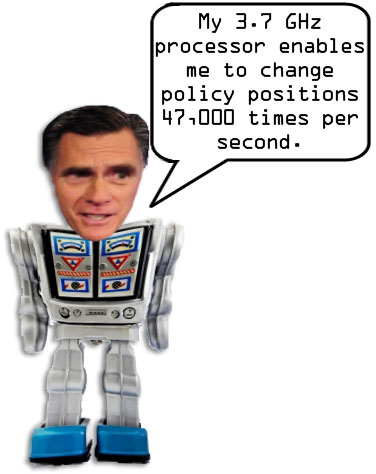 My 3.7 GHz
processor enables
me to change
policy positions
47,000 times per
second.